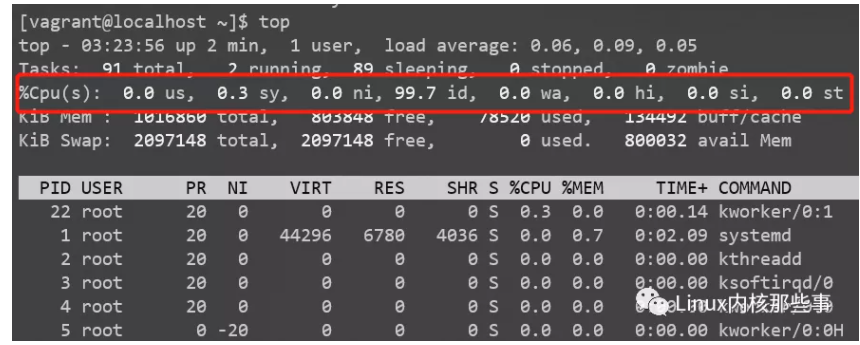 [vagrant@localhost ~]$ top
top - 03:23:56 up 2 min,  1 user,  load average: 0.06, 0.09, 0.05
Tasks:  91 total,   2 running,  89 sleeping,   0 stopped,   0 zombie
%Cpu(s):  0.0 us,  0.3 sy,  0.0 ni, 99.7 id,  0.0 wa,  0.0 hi,  0.0 si,  0.0 st
KiB Mem :  1016860 total,   803848 free,    78520 used,   134492 buff/cache
KiB Swap:  2097148 total,  2097148 free,        0 used.   800032 avail Mem
PID USER      PR  NI    VIRT    RES    SHR S %CPU %MEM     TIME+ COMMAND
22 root      20   0       0      0      0 S  0.3  0.0   0:00.14 kworker/0:1
1 root      20   0   44296   6780   4036 S  0.0  0.7   0:02.09 systemd
2 root      20   0       0      0      0 S  0.0  0.0   0:00.00 kthreadd
3 root      20   0       0      0      0 S  0.0  0.0   0:00.00 ksoftirqd/0
4 root      20   0       0      0      0 S  0.0  0.0
5 root       0 -20       0      0      0 S  0.0  0.0   0:00.00 kworker/0:0H
Linux内核那些事